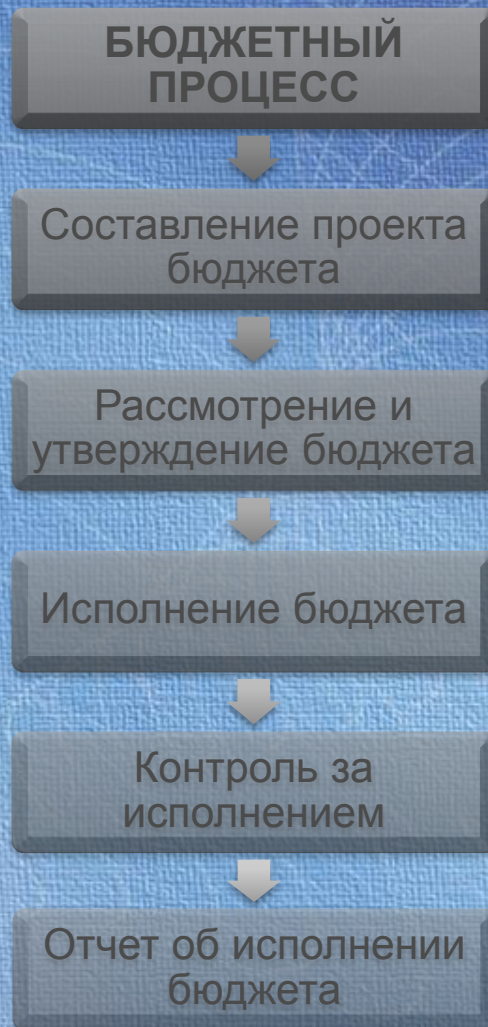 БЮДЖЕТНЫЙ
ПРОЦЕСС
Составление проекта
бюджета
Рассмотрение и
утверждение бюджета
Исполнение бюджета
Контроль за
исполнением
Отчет об исполнении
бюджета